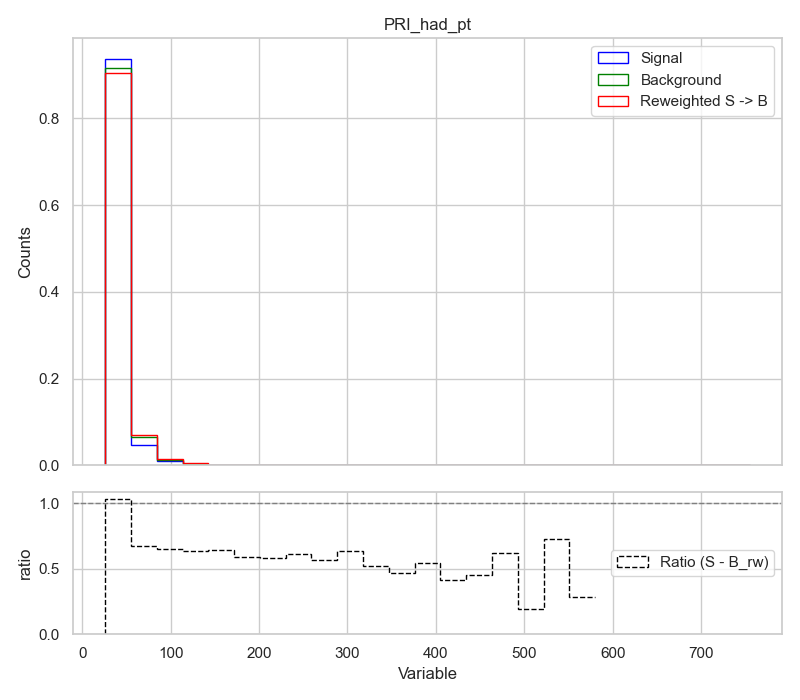 PRI_had_pt
Signal
Background
Reweighted S -> B
Counts
0.8
0.6
0.4
0.2
0.0
ratio
1.0
0.5
0.0
Ratio (S - B_rw)
0 100 200 300 400 500 600 700
Variable